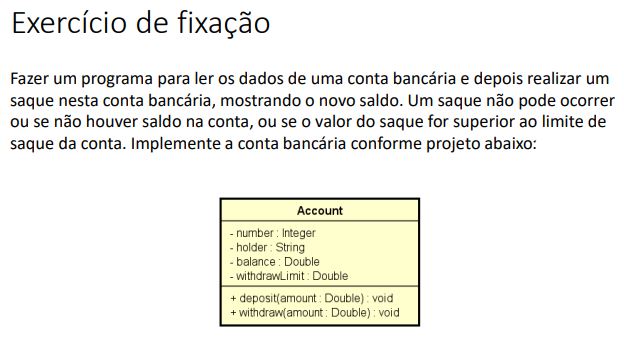 Exercício de fixação
Fazer um programa para ler os dados de uma conta bancária e depois realizar um
saque nesta conta bancária, mostrando o novo saldo. Um saque não pode ocorrer
ou se não houver saldo na conta, ou se o valor do saque for superior ao limite de
saque da conta. Implemente a conta bancária conforme projeto abaixo:
Account
- number : Integer
- holder : String
- balance : Double
- withdrawLimit : Double
+ deposit(amount : Double) : void
+ withdraw(amount : Double) : void